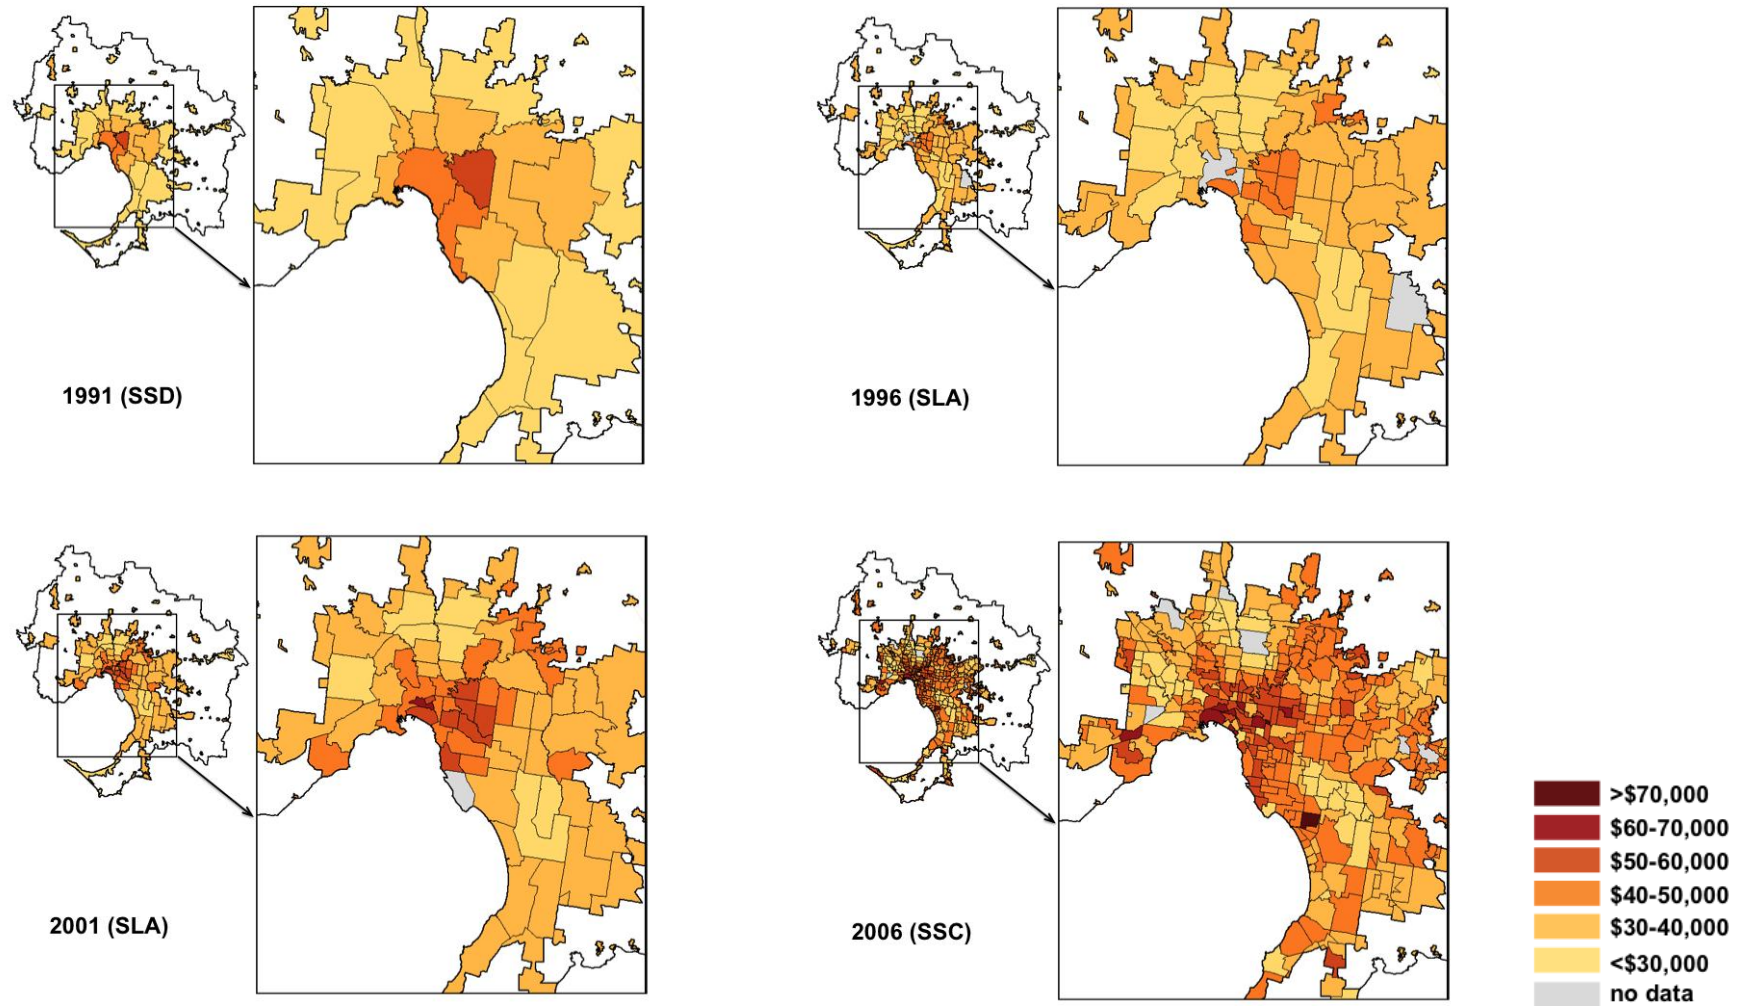 1991 (SSD)
1996 (SLA)
2001 (SLA)
2006 (SSC)
>$70,000
$60-70,000
$50-60,000
$40-50,000
$30-40,000
<$30,000
no data